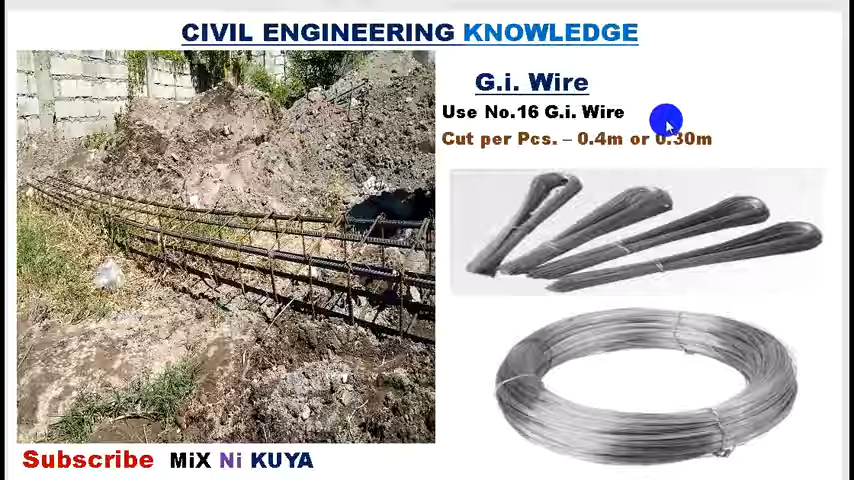 CIVIL ENGINEERING KNOWLEDGE
G.i. Wire
Use No.16 G.i. Wire
Cut per Pcs. – 0.4m or 0.30m
Subscribe MiX Ni KUYA